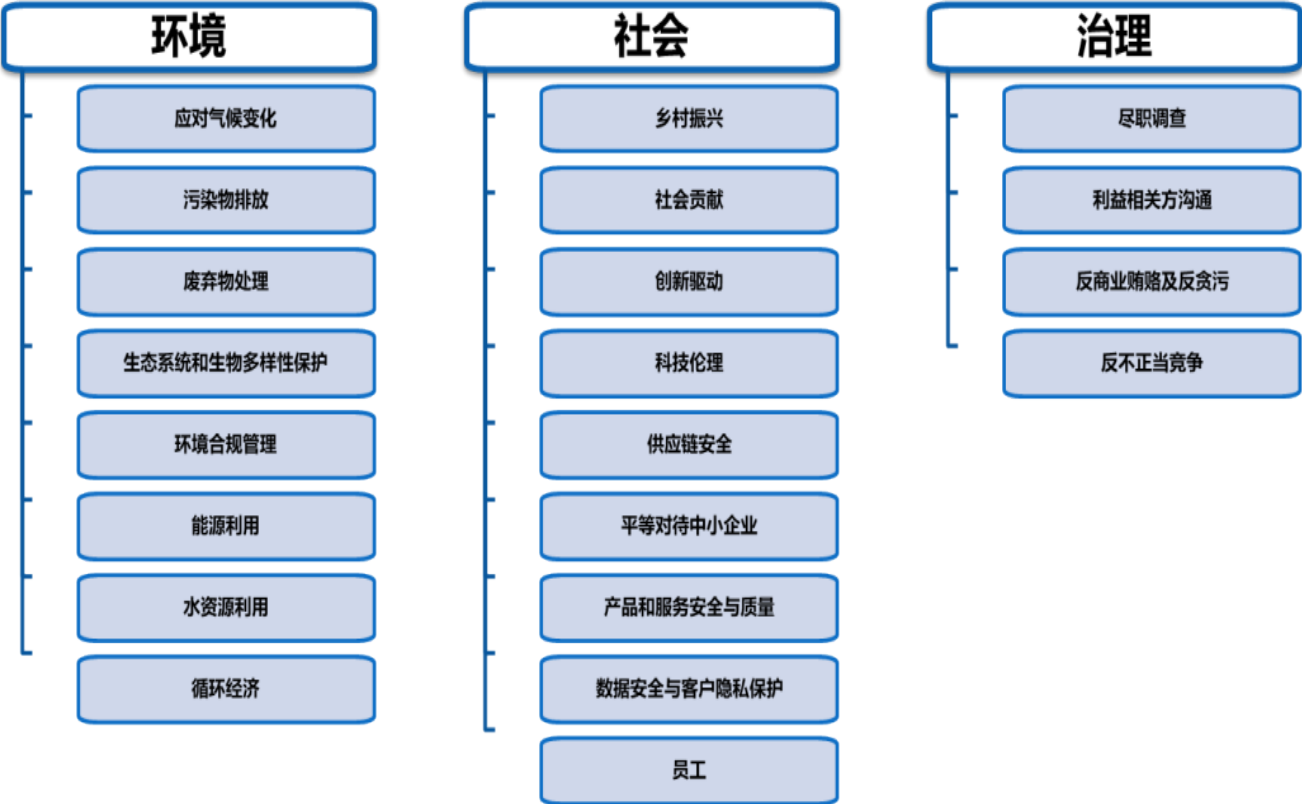 环境
应对气候变化
污染物排放
废弃物处理
生态系统和生物多样性保护
环境合规管理
能源利用
水资源利用
循环经济
社会
乡村振兴
社会贡献
创新驱动
科技伦理
供应链安全
平等对待中小企业
产品和服务安全与质量
数据安全与客户隐私保护
员工
治理
尽职调查
利益相关方沟通
反商业贿赂及反贪污
反不正当竞争